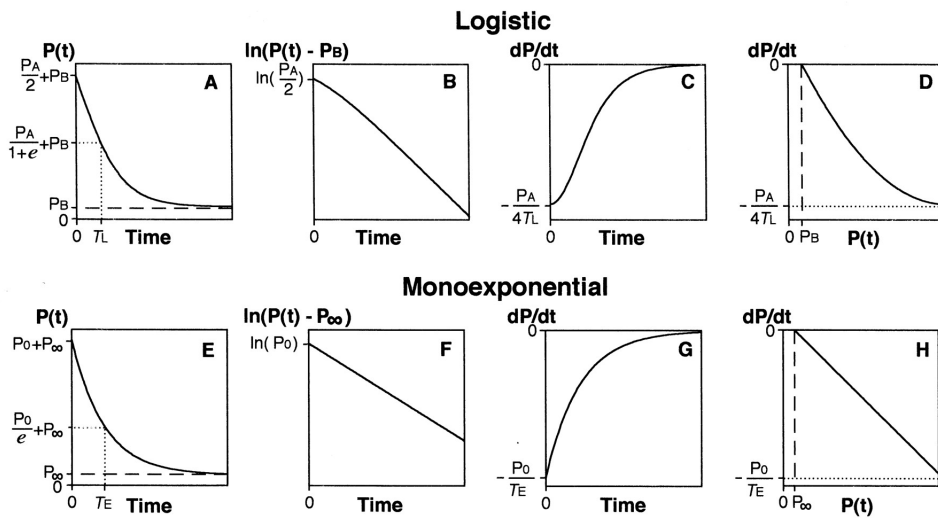 Logistic
P(t)
ln(P(t) - PB)
dP/dt
dP/dt
PA/2 +PB
A
ln(PA/2)
B
0
C
0
D
PA/1+e +PB
PB
0
-PA/4TL
-PA/4TL
0 TL Time
0 Time
0 Time
0 PB P(t)
Monoexponential
P(t)
ln(P(t) - P∞)
dP/dt
dP/dt
P0+P∞
E
ln(P0)
F
0
G
0
H
P0/e +P∞
P∞
0
-P0/TE
-P0/TE
0 TE Time
0 Time
0 Time
0 P∞ P(t)